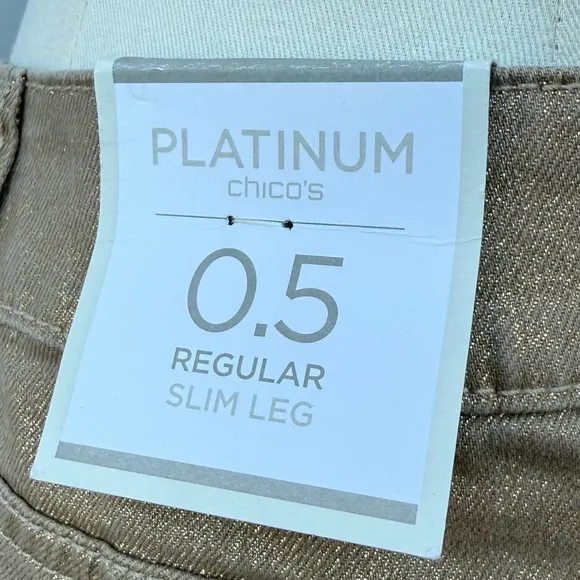 PLATINUM
chico's
0.5
REGULAR
SLIM LEG